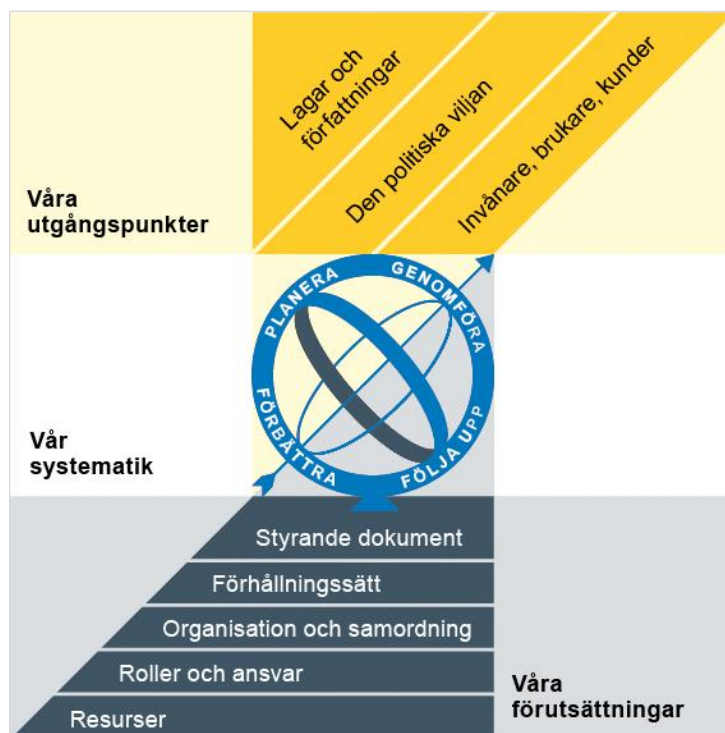 Lagar och
författningar
Den politiska viljan
Invånare, brukare, kunder
Våra
utgångspunkter
PLANERA
GENOMFÖRA
FÖLJA UPP
FÖRBÄTTRA
Vår
systematik
Styrande dokument
Förhållningssätt
Organisation och samordning
Roller och ansvar
Resurser
Våra
förutsättningar